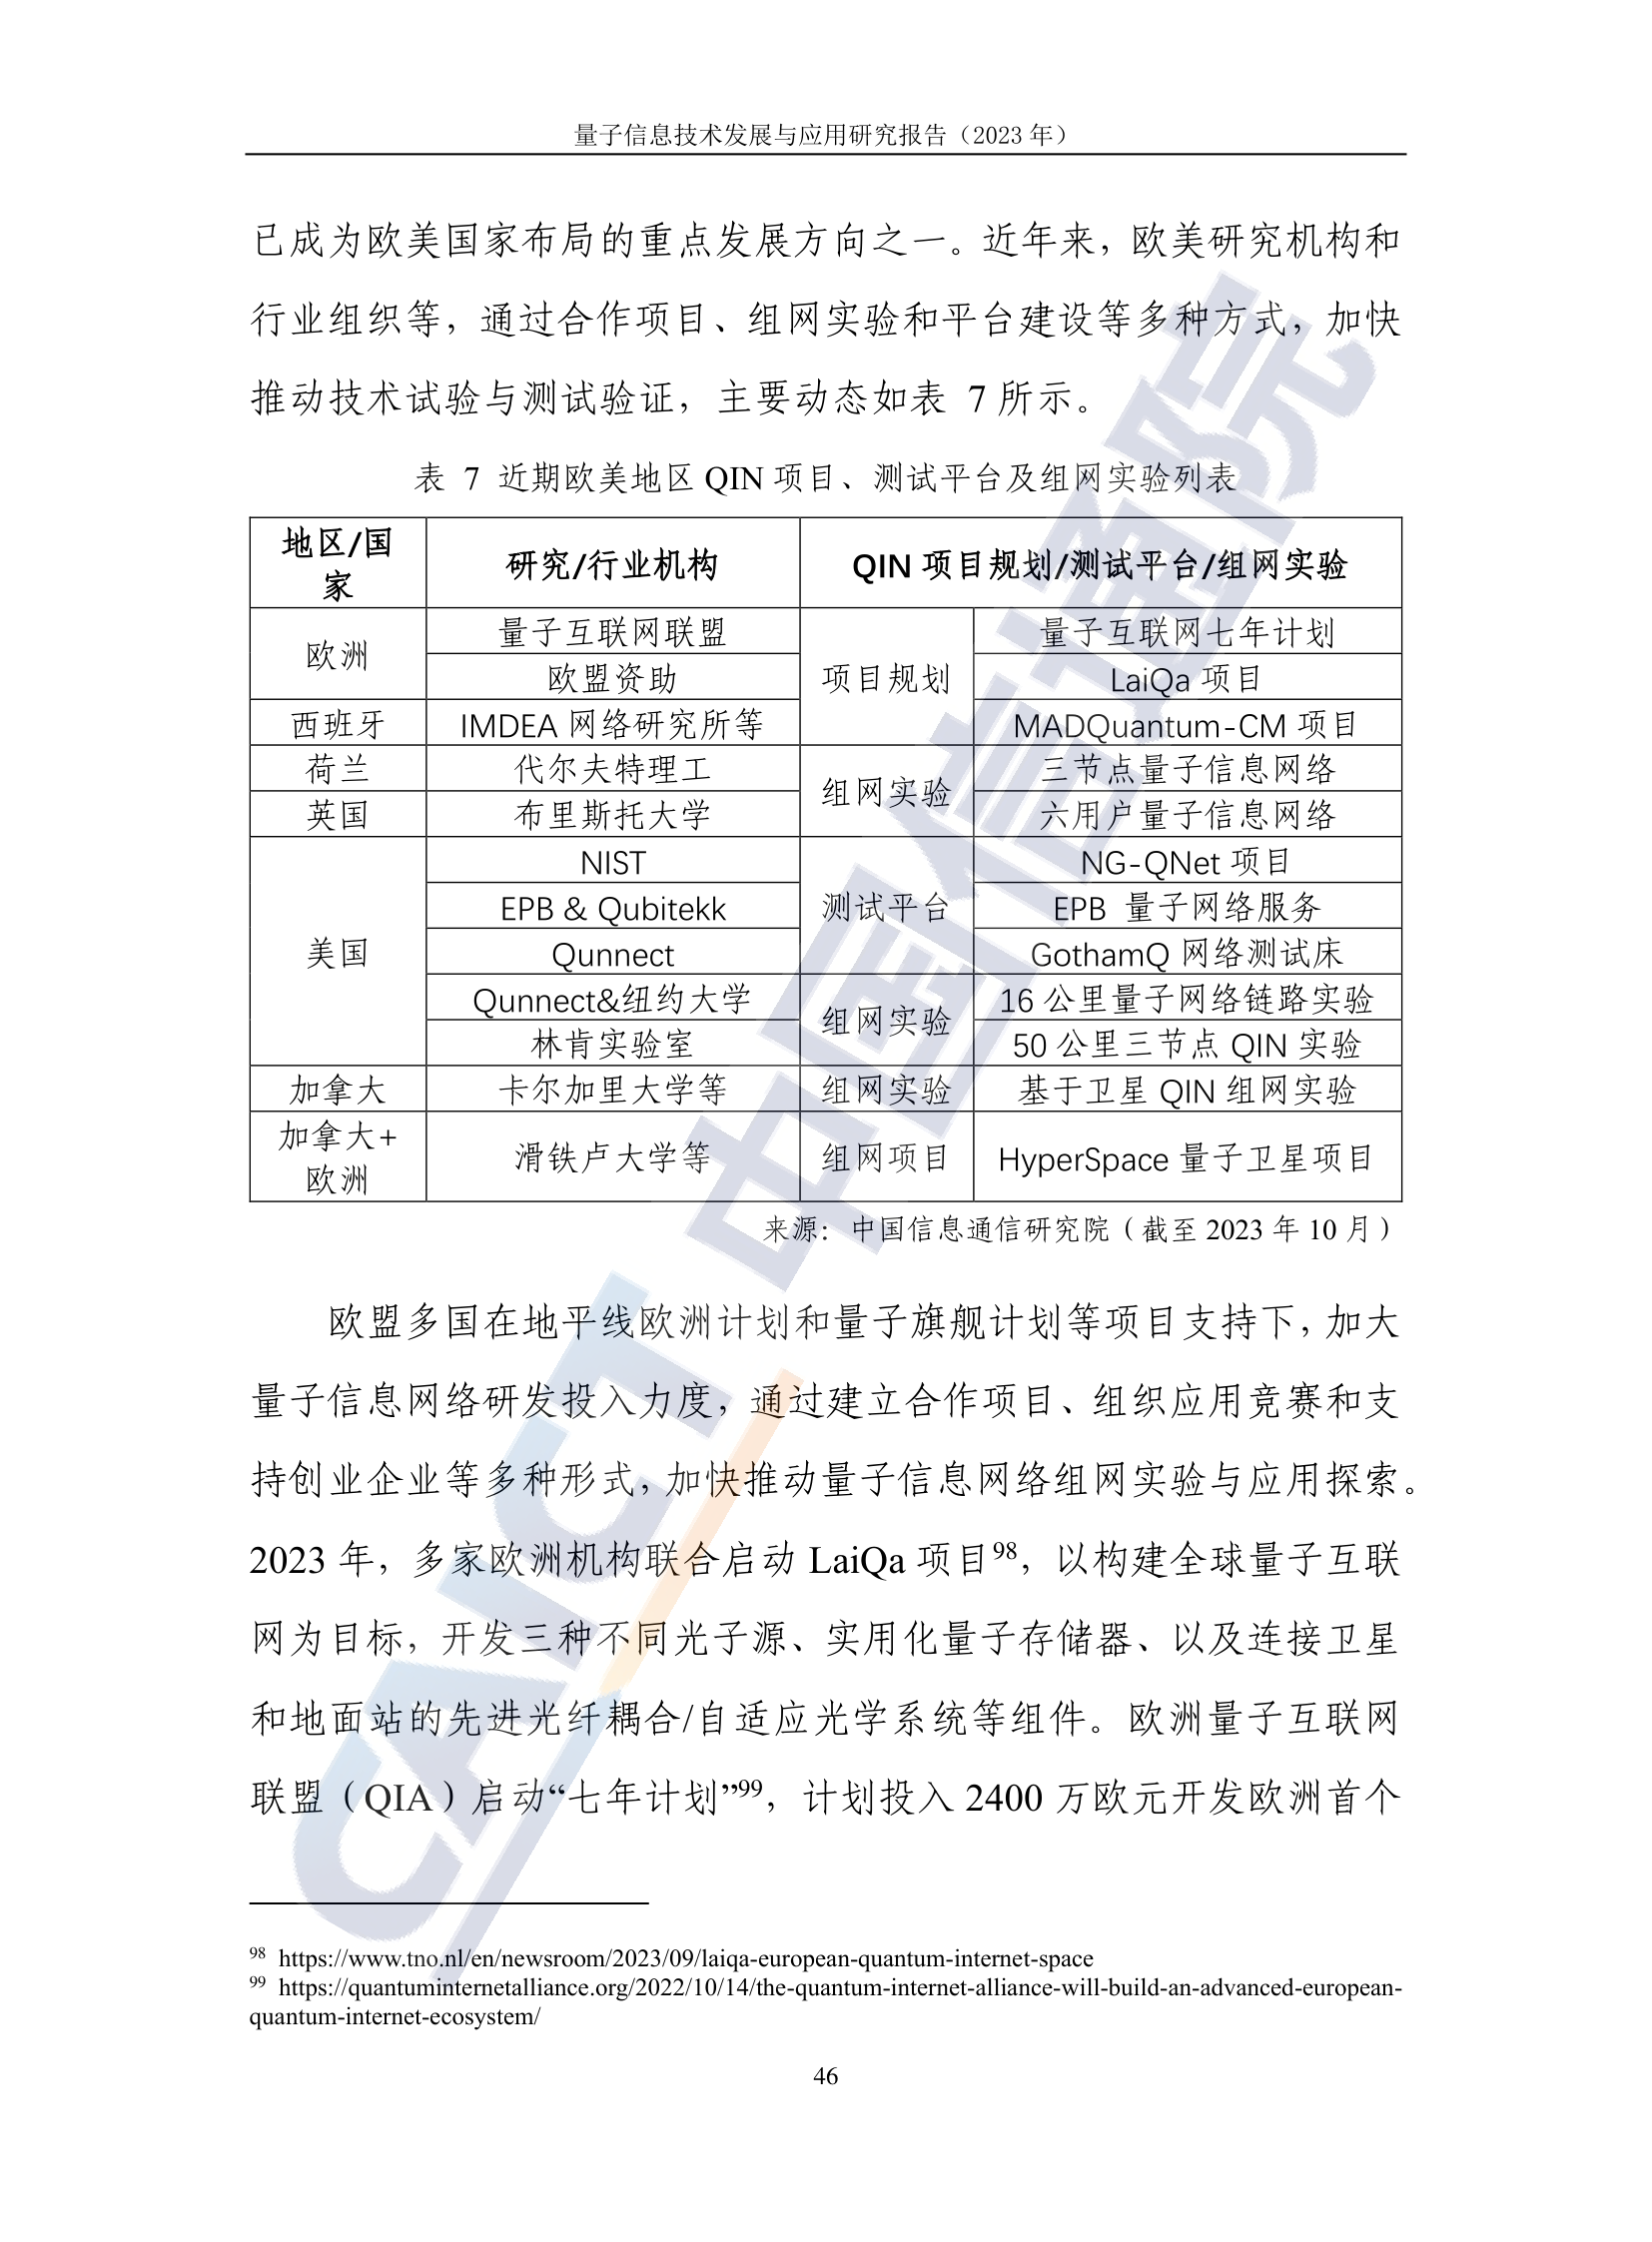 量子信息技术发展与应用研究报告（2023 年）
已成为欧美国家布局的重点发展方向之一。近年来，欧美研究机构和
行业组织等，通过合作项目、组网实验和平台建设等多种方式，加快
推动技术试验与测试验证，主要动态如表 7 所示。
表 7 近期欧美地区 QIN 项目、测试平台及组网实验列表
地区/国
家
研究/行业机构
QIN 项目规划/测试平台/组网实验
欧洲
量子互联网联盟
项目规划
量子互联网七年计划
欧盟资助
LaiQa 项目
西班牙
IMDEA 网络研究所等
MADQuantum-CM 项目
荷兰
代尔夫特理工
组网实验
三节点量子信息网络
英国
布里斯托大学
六用户量子信息网络
美国
NIST
测试平台
NG-QNet 项目
EPB & Qubitekk
EPB 量子网络服务
Qunnect
GothamQ 网络测试床
Qunnect&纽约大学
组网实验
16 公里量子网络链路实验
林肯实验室
50 公里三节点 QIN 实验
加拿大
卡尔加里大学等
组网实验
基于卫星 QIN 组网实验
加拿大+
欧洲
滑铁卢大学等
组网项目
HyperSpace 量子卫星项目
来源：中国信息通信研究院（截至 2023 年 10 月）
欧盟多国在地平线欧洲计划和量子旗舰计划等项目支持下，加大
量子信息网络研发投入力度，通过建立合作项目、组织应用竞赛和支
持创业企业等多种形式，加快推动量子信息网络组网实验与应用探索。
2023 年，多家欧洲机构联合启动 LaiQa 项目98，以构建全球量子互联
网为目标，开发三种不同光子源、实用化量子存储器、以及连接卫星
和地面站的先进光纤耦合/自适应光学系统等组件。欧洲量子互联网
联盟（QIA）启动“七年计划”99，计划投入 2400 万欧元开发欧洲首个
98 https://www.tno.nl/en/newsroom/2023/09/laiqa-european-quantum-internet-space
99 https://quantuminternetalliance.org/2022/10/14/the-quantum-internet-alliance-will-build-an-advanced-european-
quantum-internet-ecosystem/
46
CAICT 中国信通院